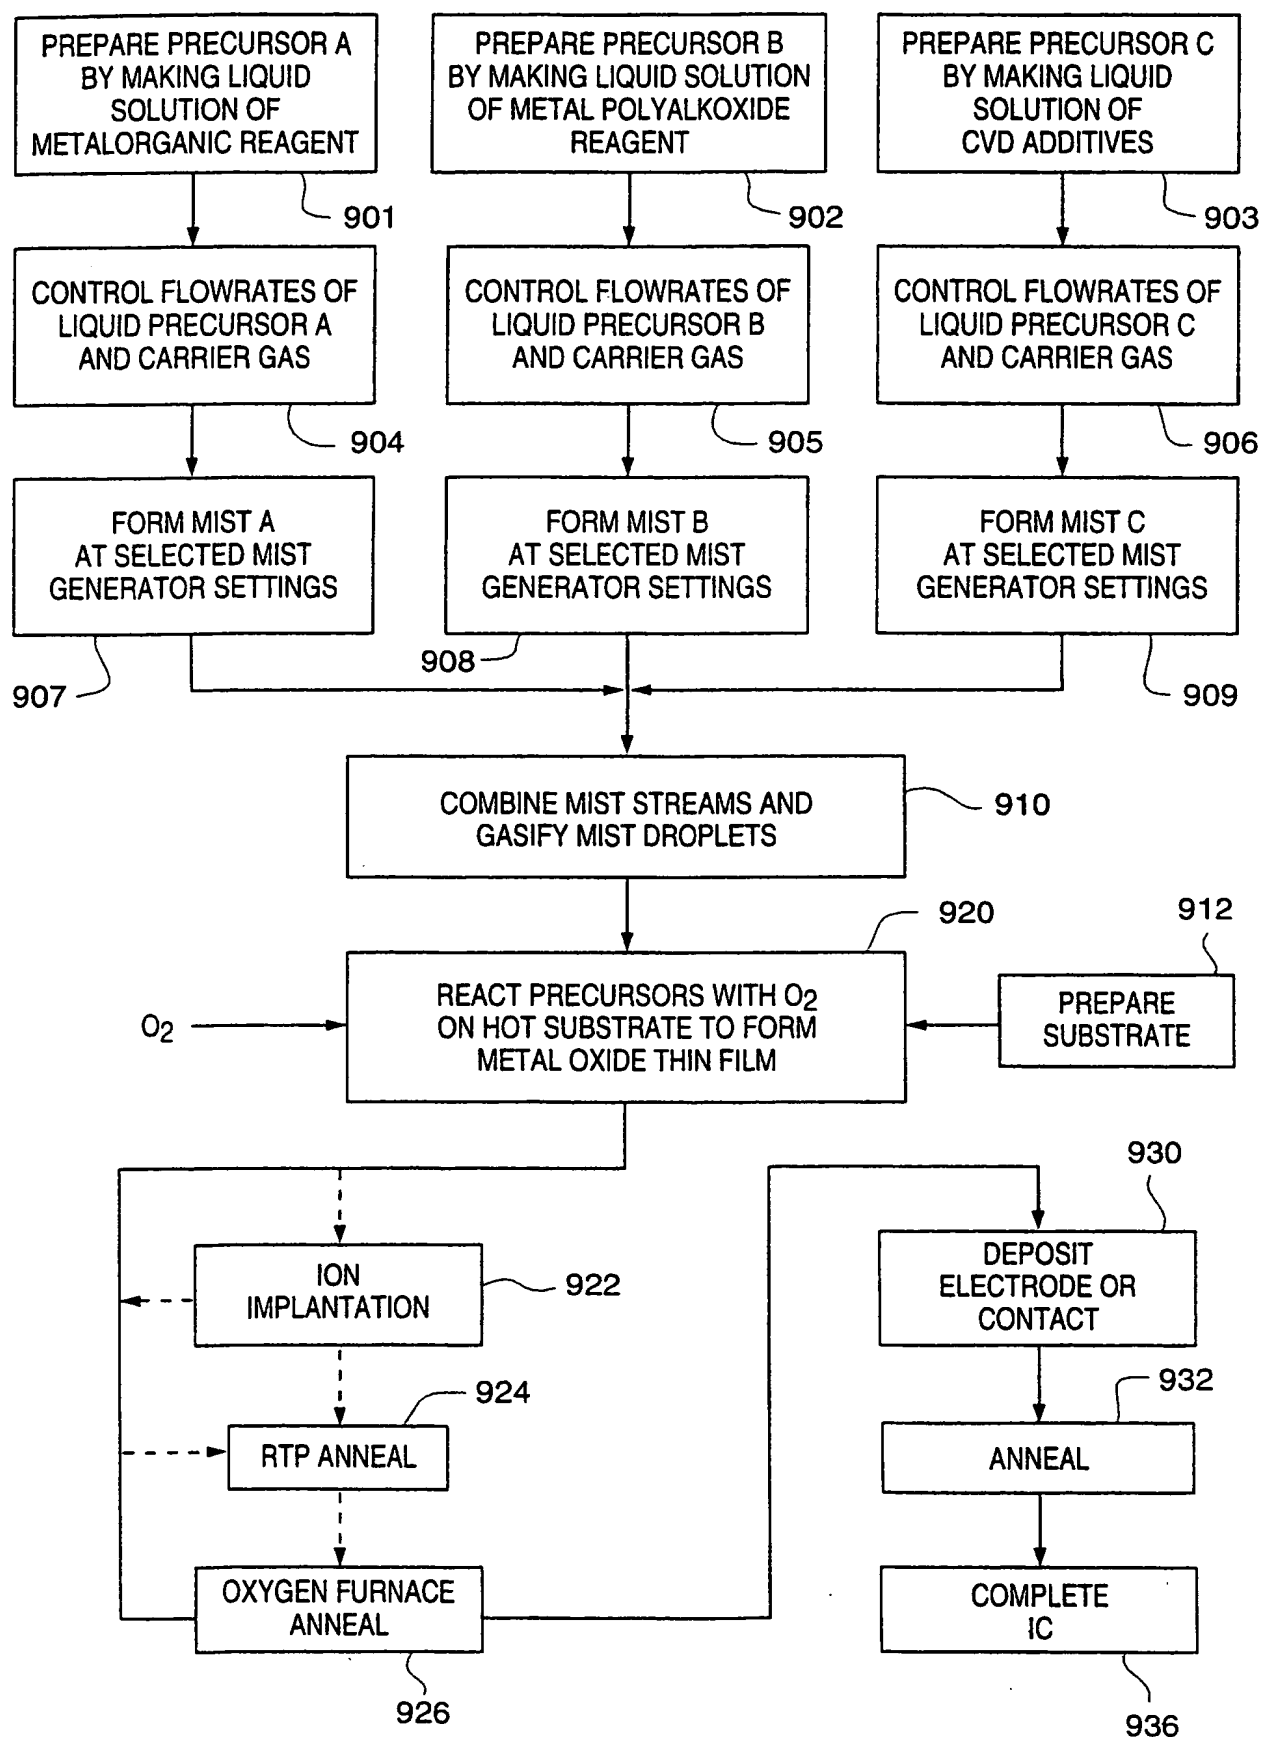 PREPARE PRECURSOR A
BY MAKING LIQUID
SOLUTION OF
METALORGANIC REAGENT
901
PREPARE PRECURSOR B
BY MAKING LIQUID SOLUTION
OF METAL POLYALKOXIDE
REAGENT
902
PREPARE PRECURSOR C
BY MAKING LIQUID
SOLUTION OF
CVD ADDITIVES
903
CONTROL FLOWRATES OF
LIQUID PRECURSOR A
AND CARRIER GAS
904
CONTROL FLOWRATES OF
LIQUID PRECURSOR B
AND CARRIER GAS
905
CONTROL FLOWRATES OF
LIQUID PRECURSOR C
AND CARRIER GAS
906
FORM MIST A
AT SELECTED MIST
GENERATOR SETTINGS
907
FORM MIST B
AT SELECTED MIST
GENERATOR SETTINGS
908
FORM MIST C
AT SELECTED MIST
GENERATOR SETTINGS
909
COMBINE MIST STREAMS AND
GASIFY MIST DROPLETS
910
920
912
O2
REACT PRECURSORS WITH O2
ON HOT SUBSTRATE TO FORM
METAL OXIDE THIN FILM
PREPARE
SUBSTRATE
ION
IMPLANTATION
922
924
RTP ANNEAL
OXYGEN FURNACE
ANNEAL
926
930
DEPOSIT
ELECTRODE OR
CONTACT
932
ANNEAL
COMPLETE
IC
936